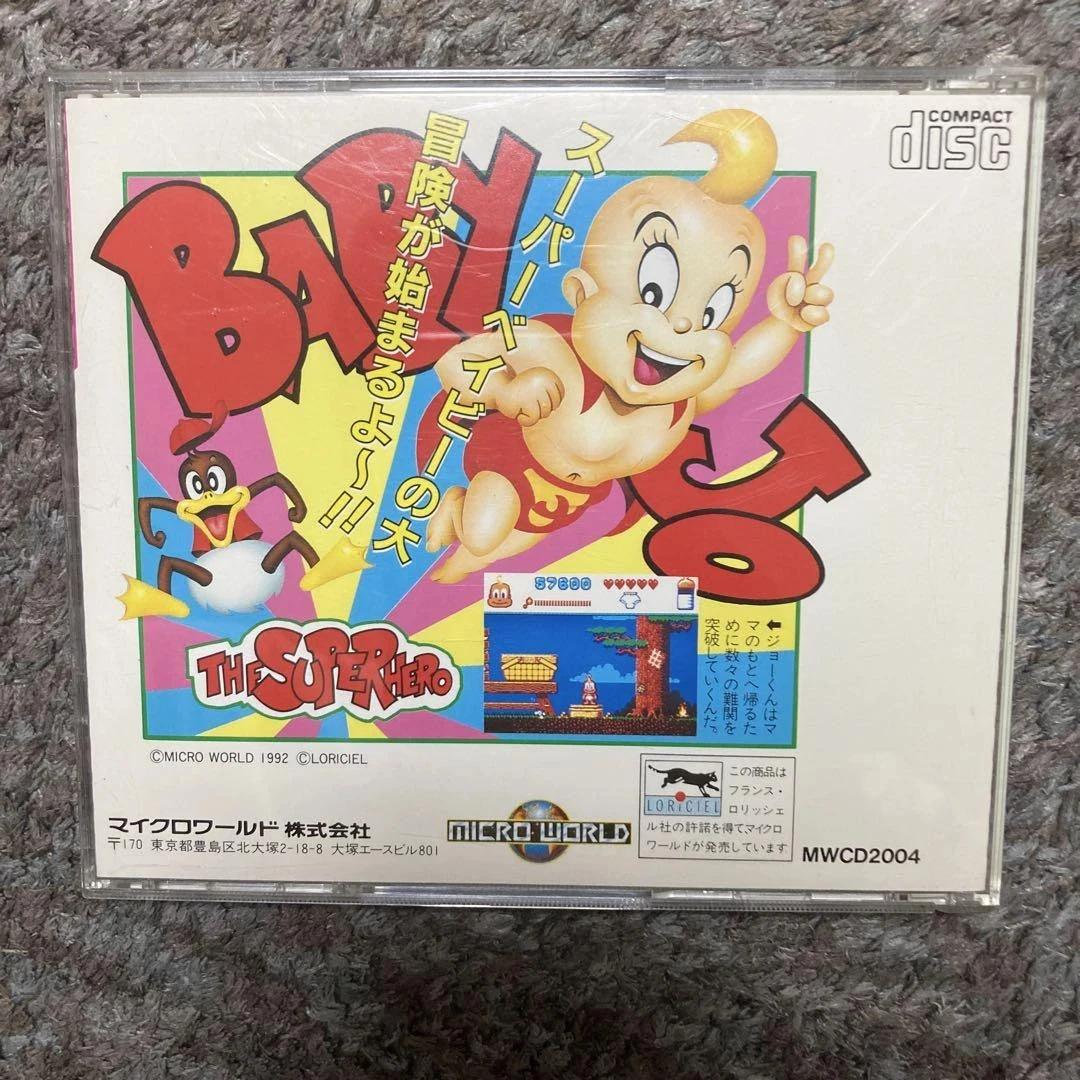 COMPACT
disc
BABY
JO
スーパーベイビーの大
冒険が始まるよ〜!!
THE SUPER HERO
57600
←ジョーくんはマ
マのもとへ帰るた
めに数々の難関を
突破していくんだ。
©MICRO WORLD 1992 ©LORICIEL
マイクロワールド 株式会社
〒170 東京都豊島区北大塚2-18-8 大塚エースビル801
MICRO WORLD
LORICIEL
この商品は
フランス・
ロリッシェ
ル社の許諾を得てマイクロ
ワールドが発売しています
MWCD2004